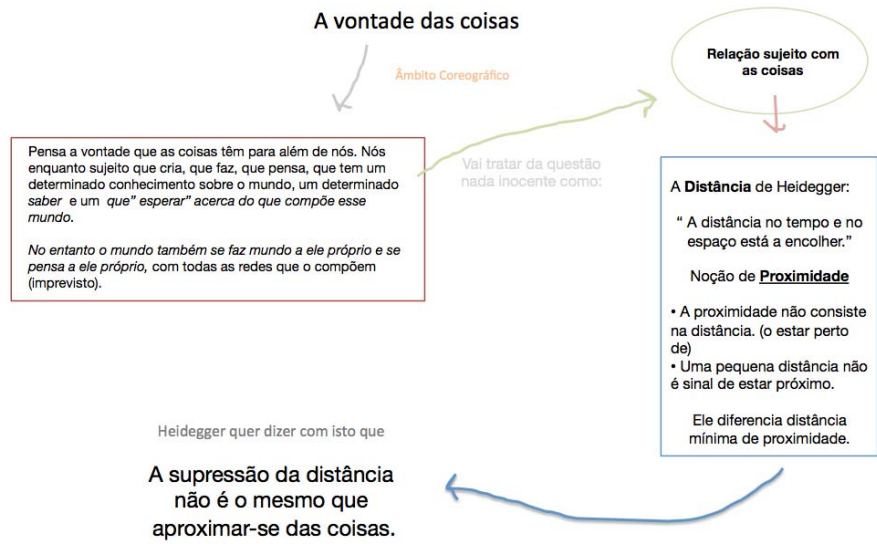 A vontade das coisas
Âmbito Coreográfico
Pensa a vontade que as coisas têm para além de nós. Nós
enquanto sujeito que cria, que faz, que pensa, que tem um
determinado conhecimento sobre o mundo, um determinado
saber e um que” esperar” acerca do que compõe esse
mundo.
No entanto o mundo também se faz mundo a ele próprio e se
pensa a ele próprio, com todas as redes que o compõem
(imprevisto).
Vai tratar da questão
nada inocente como:
Relação sujeito com
as coisas
A Distância de Heidegger:
“ A distância no tempo e no
espaço está a encolher.”
Noção de Proximidade
• A proximidade não consiste
na distância. (o estar perto
de)
• Uma pequena distância não
é sinal de estar próximo.
Ele diferencia distância
mínima de proximidade.
Heidegger quer dizer com isto que
A supressão da distância
não é o mesmo que
aproximar-se das coisas.